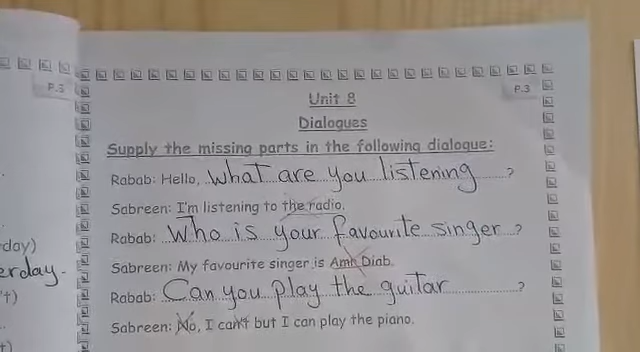 P.3
P.3
Unit 8
Dialogues
Supply the missing parts in the following dialogue:
Rabab: Hello, What are you listening ?
Sabreen: I'm listening to the radio.
Rabab: Who is your favourite singer ?
Sabreen: My favourite singer is Amh Diab.
Rabab: Can you play the guitar ?
Sabreen: No, I can't but I can play the piano.
day)
erday.
't)
t)